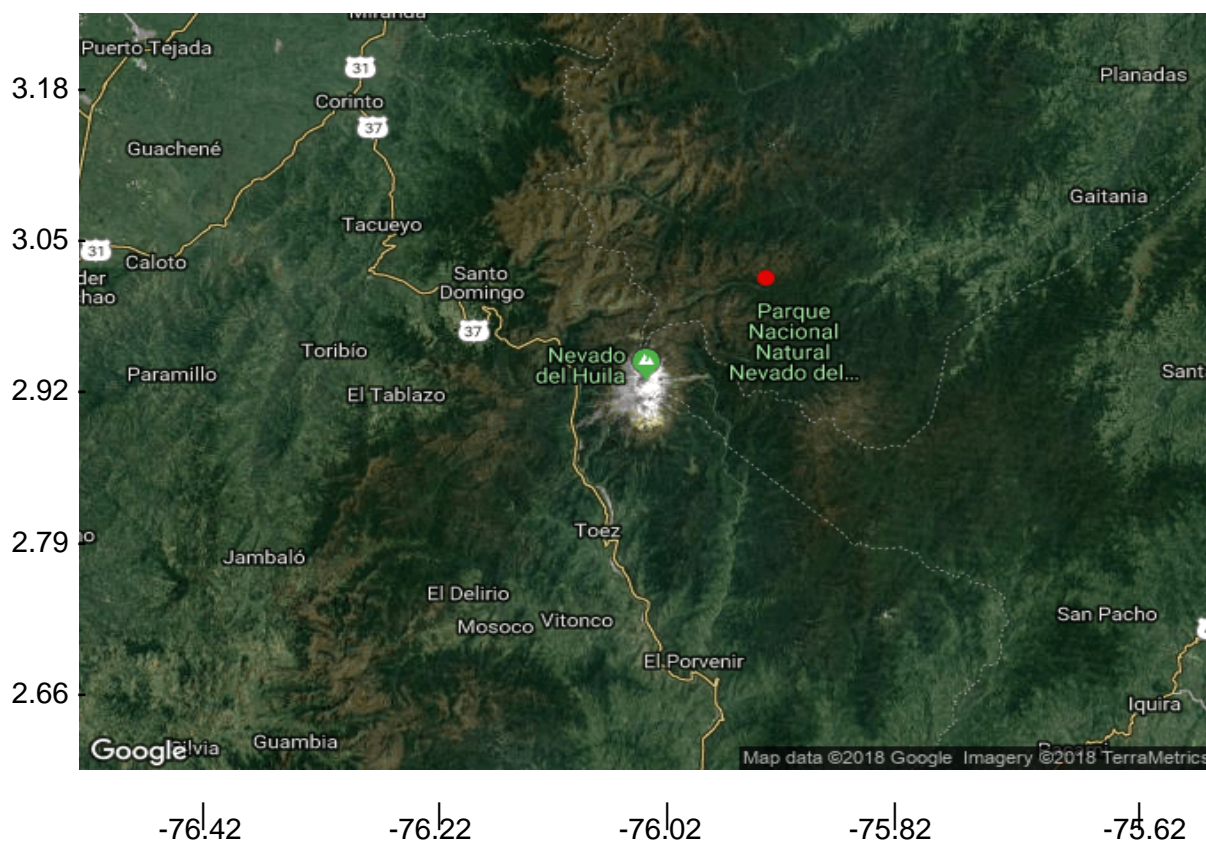 Miranda
Puerto Tejada
31
Planadas
3.18
Corinto
37
Guachené
Gaitania
Tacueyo
3.05
31
Caloto
der
chao
Santo
Domingo
37
Parque
Nacional
Natural
Nevado del...
Toribío
Nevado
del Huila
Paramillo
Sant
2.92
El Tablazo
Toez
2.79
Jambaló
El Delirio
San Pacho
Mosoco
Vitonco
El Porvenir
2.66
Iquira
Guambia
Google
Map data ©2018 Google Imagery ©2018 TerraMetrics
-76.42
-76.22
-76.02
-75.82
-75.62